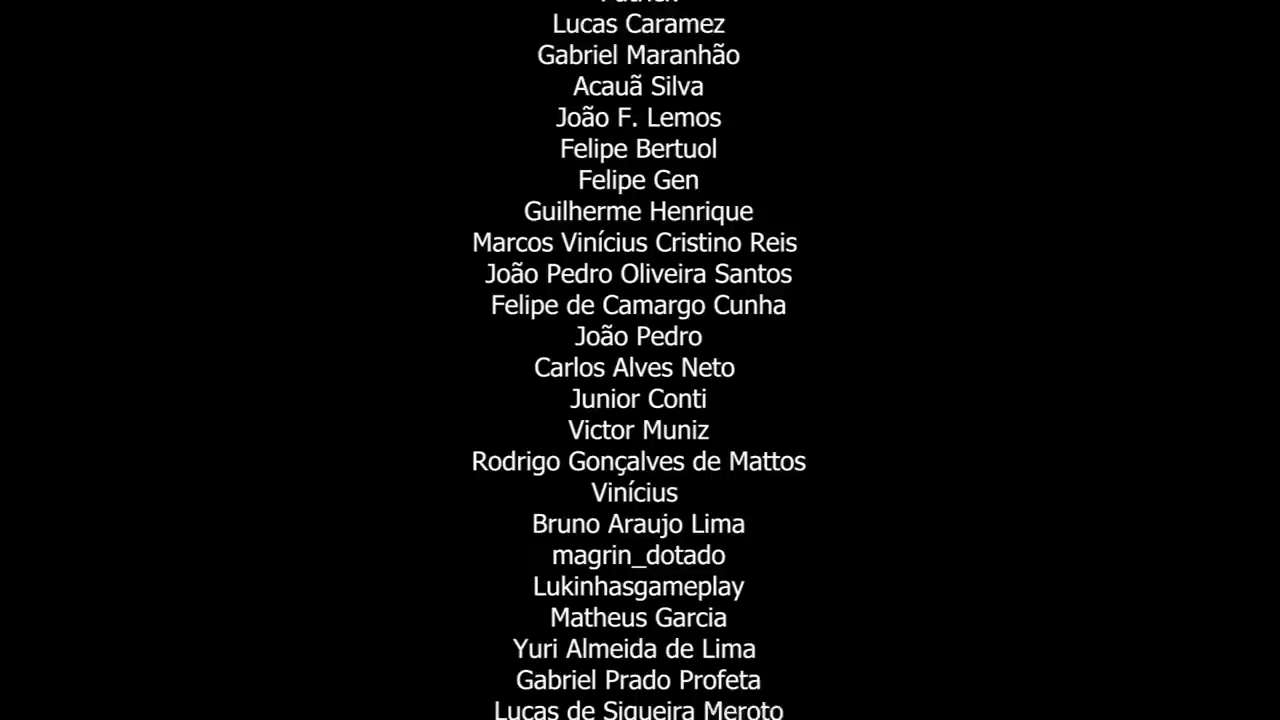 Patrick
Lucas Caramez
Gabriel Maranhão
Acauã Silva
João F. Lemos
Felipe Bertuol
Felipe Gen
Guilherme Henrique
Marcos Vinícius Cristino Reis
João Pedro Oliveira Santos
Felipe de Camargo Cunha
João Pedro
Carlos Alves Neto
Junior Conti
Victor Muniz
Rodrigo Gonçalves de Mattos
Vinícius
Bruno Araujo Lima
magrin_dotado
Lukinhasgameplay
Matheus Garcia
Yuri Almeida de Lima
Gabriel Prado Profeta
Lucas de Siqueira Meroto